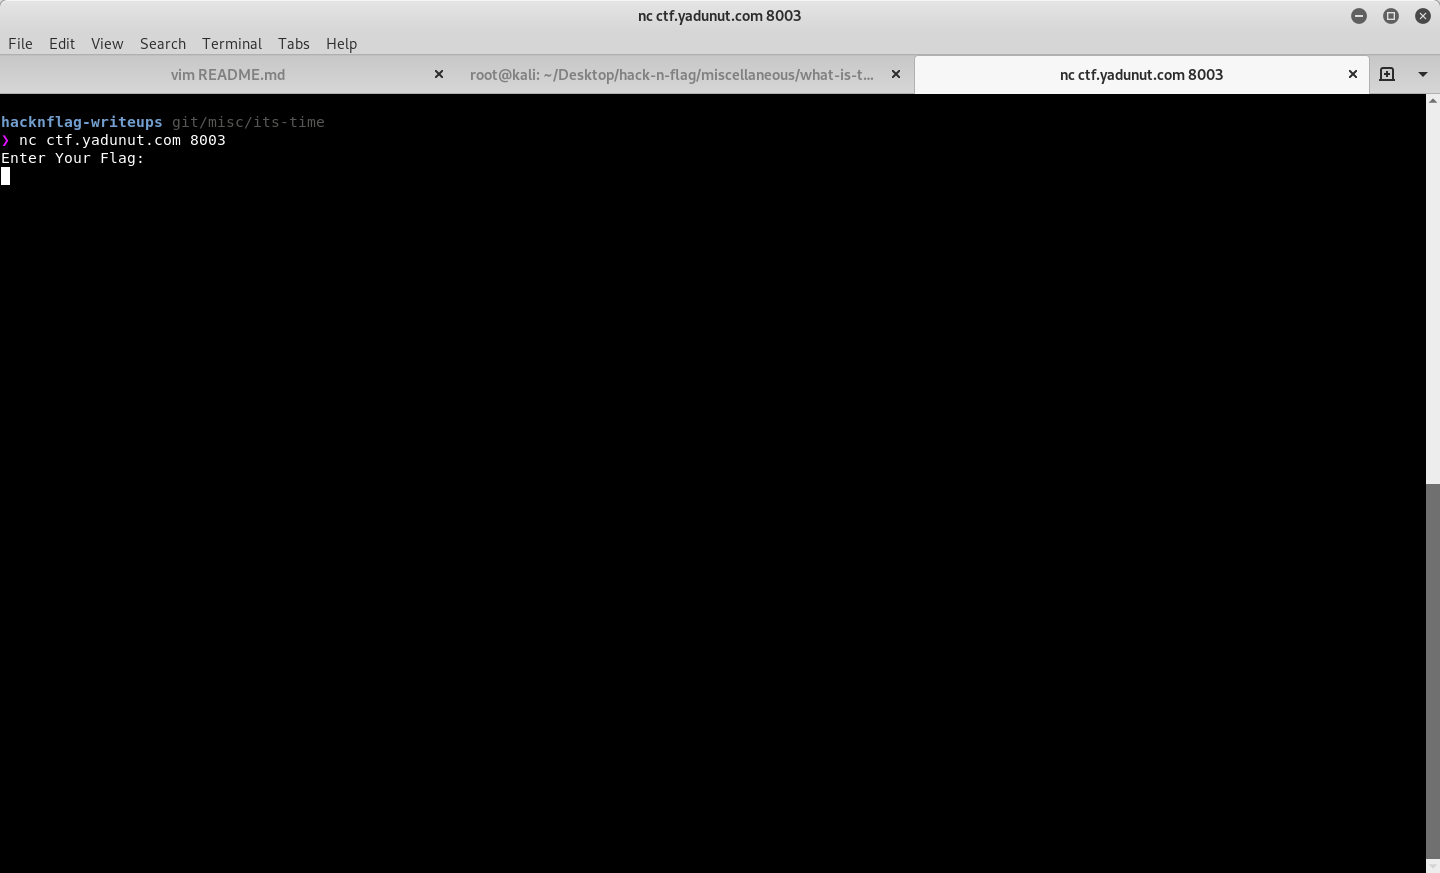 nc ctf.yadunut.com 8003
File Edit View Search Terminal Tabs Help
vim README.md root@kali: ~/Desktop/hack-n-flag/miscellaneous/what-is-t... nc ctf.yadunut.com 8003
hacknflag-writeups git/misc/its-time
❯ nc ctf.yadunut.com 8003
Enter Your Flag: